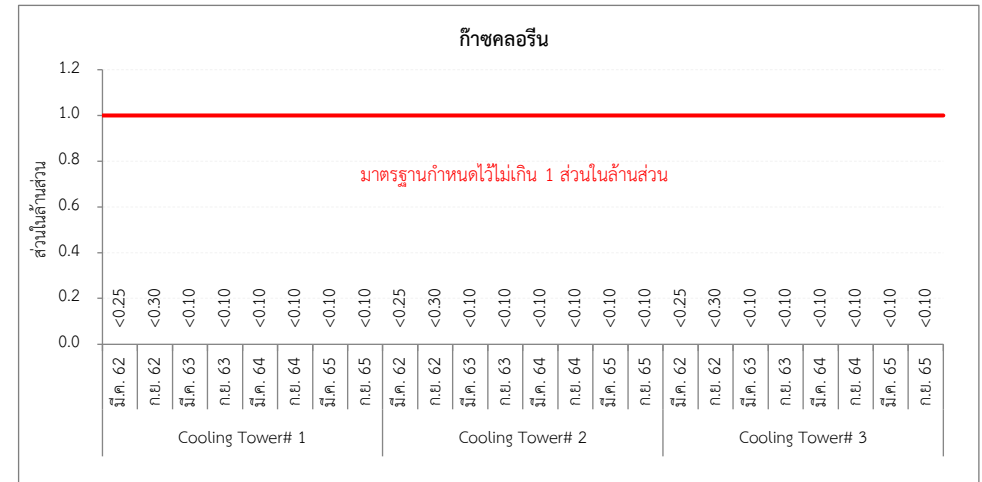 ก๊าซคลอรีน
ส่วนในล้านส่วน
1.2
1.0
0.8
0.6
0.4
0.2
0.0
มาตรฐานกำหนดไว้ไม่เกิน 1 ส่วนในล้านส่วน
<0.25 <0.30 <0.10 <0.10 <0.10 <0.10 <0.10 <0.10 <0.25 <0.30 <0.10 <0.10 <0.10 <0.10 <0.10 <0.10 <0.25 <0.30 <0.10 <0.10 <0.10 <0.10 <0.10 <0.10
มี.ค. 62 ก.ย. 62 มี.ค. 63 ก.ย. 63 มี.ค. 64 ก.ย. 64 มี.ค. 65 ก.ย. 65 มี.ค. 62 ก.ย. 62 มี.ค. 63 ก.ย. 63 มี.ค. 64 ก.ย. 64 มี.ค. 65 ก.ย. 65 มี.ค. 62 ก.ย. 62 มี.ค. 63 ก.ย. 63 มี.ค. 64 ก.ย. 64 มี.ค. 65 ก.ย. 65
Cooling Tower# 1 Cooling Tower# 2 Cooling Tower# 3